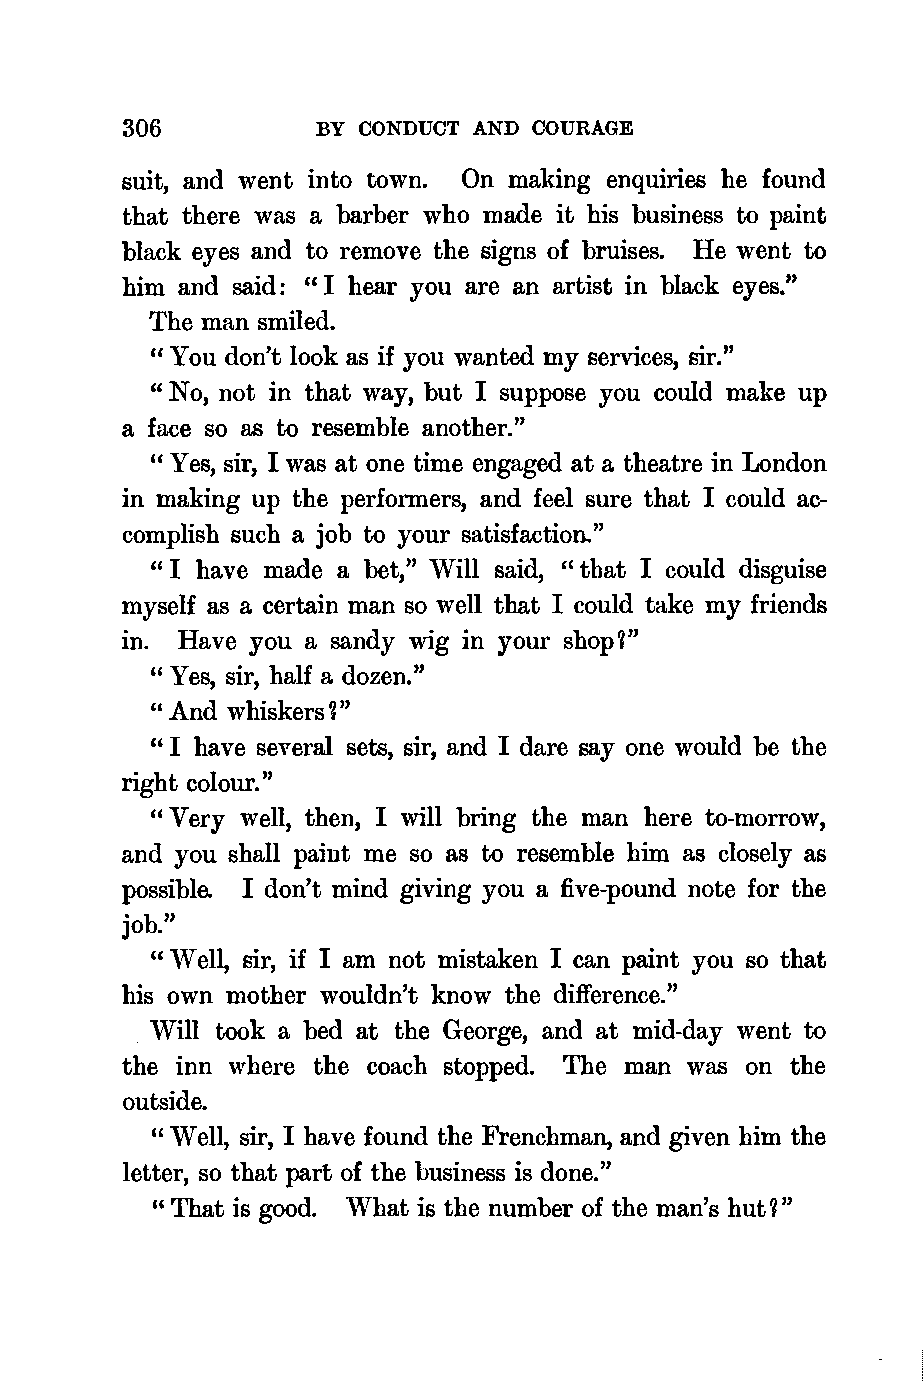 306 BY CONDUCT AND COURAGE
suit, and went into town. On making enquiries he found
that there was a barber who made it his business to paint
black eyes and to remove the signs of bruises. He went to
him and said: “I hear you are an artist in black eyes.”
The man smiled.
“You don't look as if you wanted my services, sir.”
“No, not in that way, but I suppose you could make up
a face so as to resemble another.”
“Yes, sir, I was at one time engaged at a theatre in London
in making up the performers, and feel sure that I could ac-
complish such a job to your satisfaction.”
“I have made a bet,” Will said, “that I could disguise
myself as a certain man so well that I could take my friends
in. Have you a sandy wig in your shop?”
“Yes, sir, half a dozen.”
“And whiskers?”
“I have several sets, sir, and I dare say one would be the
right colour.”
“Very well, then, I will bring the man here to-morrow,
and you shall paint me so as to resemble him as closely as
possible. I don't mind giving you a five-pound note for the
job.”
“Well, sir, if I am not mistaken I can paint you so that
his own mother wouldn't know the difference.”
Will took a bed at the George, and at mid-day went to
the inn where the coach stopped. The man was on the
outside.
“Well, sir, I have found the Frenchman, and given him the
letter, so that part of the business is done.”
“That is good. What is the number of the man's hut?”